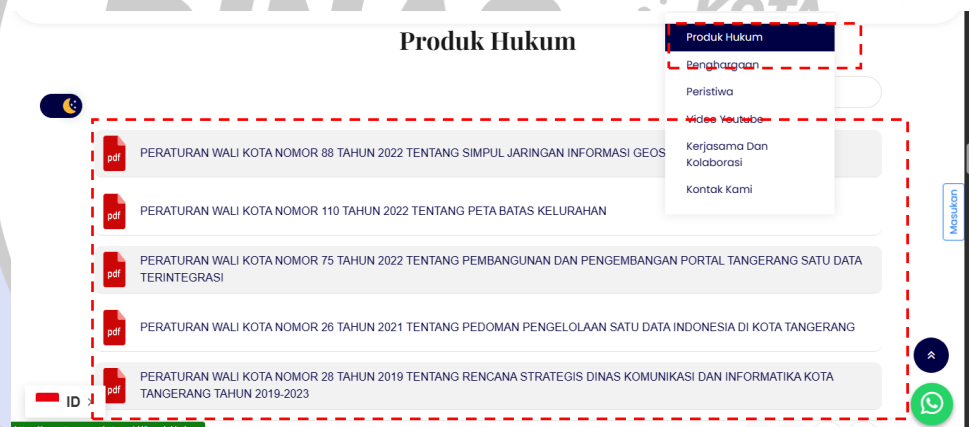 DINAS KOTA
Produk Hukum
Produk Hukum
Penghargaan
Peristiwa
Video Youtube
Kerjasama Dan
Kolaborasi
Kontak Kami
pdf PERATURAN WALI KOTA NOMOR 88 TAHUN 2022 TENTANG SIMPUL JARINGAN INFORMASI GEOS
pdf PERATURAN WALI KOTA NOMOR 110 TAHUN 2022 TENTANG PETA BATAS KELURAHAN
pdf PERATURAN WALI KOTA NOMOR 75 TAHUN 2022 TENTANG PEMBANGUNAN DAN PENGEMBANGAN PORTAL TANGERANG SATU DATA
TERINTEGRASI
pdf PERATURAN WALI KOTA NOMOR 26 TAHUN 2021 TENTANG PEDOMAN PENGELOLAAN SATU DATA INDONESIA DI KOTA TANGERANG
pdf PERATURAN WALI KOTA NOMOR 28 TAHUN 2019 TENTANG RENCANA STRATEGIS DINAS KOMUNIKASI DAN INFORMATIKA KOTA
TANGERANG TAHUN 2019-2023
Masukan
ID